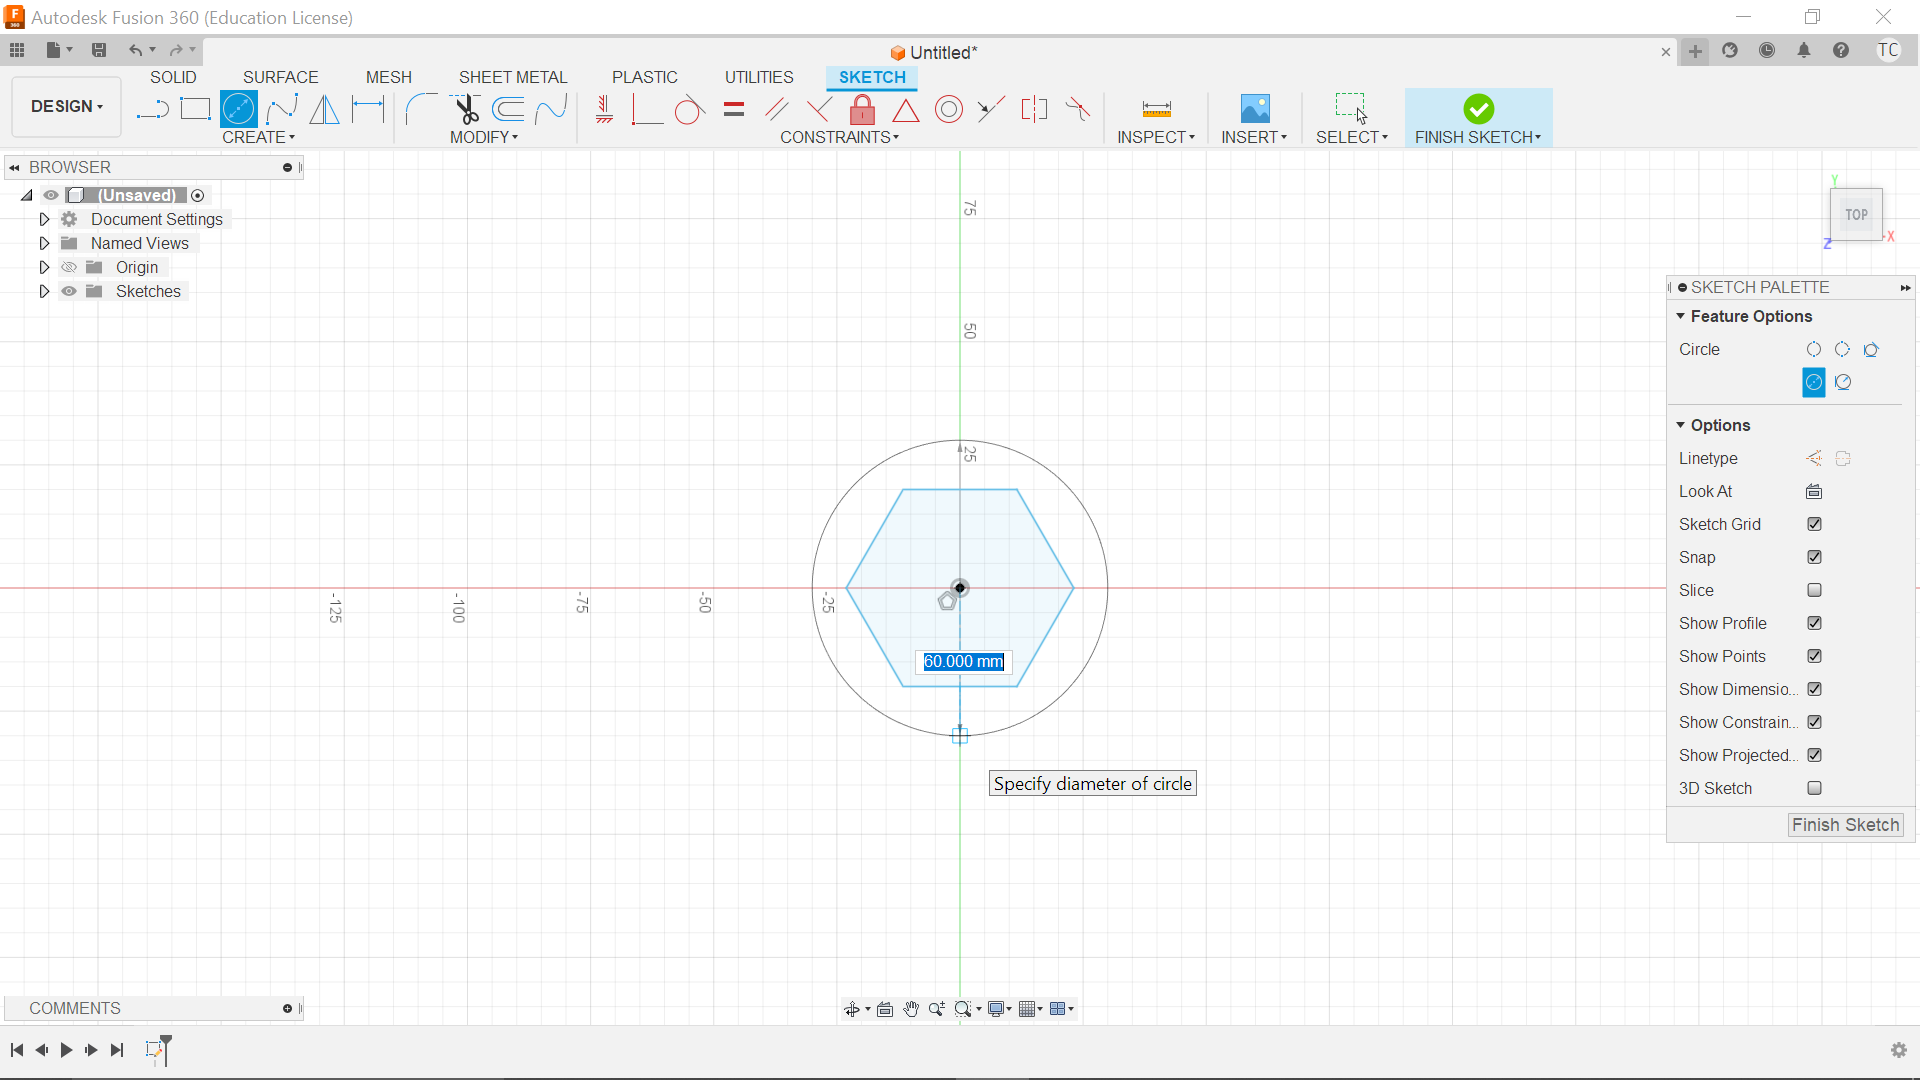 Autodesk Fusion 360 (Education License)
Untitled*
TC
SOLID SURFACE MESH SHEET METAL PLASTIC UTILITIES SKETCH
DESIGN
CREATE MODIFY CONSTRAINTS INSPECT INSERT SELECT FINISH SKETCH
BROWSER
(Unsaved)
Document Settings
Named Views
Origin
Sketches
75
50
25
-125
-100
-75
-50
-25
60.000 mm
Specify diameter of circle
Y
TOP
Z
X
SKETCH PALETTE
Feature Options
Circle
Options
Linetype
Look At
Sketch Grid
Snap
Slice
Show Profile
Show Points
Show Dimensio...
Show Constrain...
Show Projected...
3D Sketch
Finish Sketch
COMMENTS